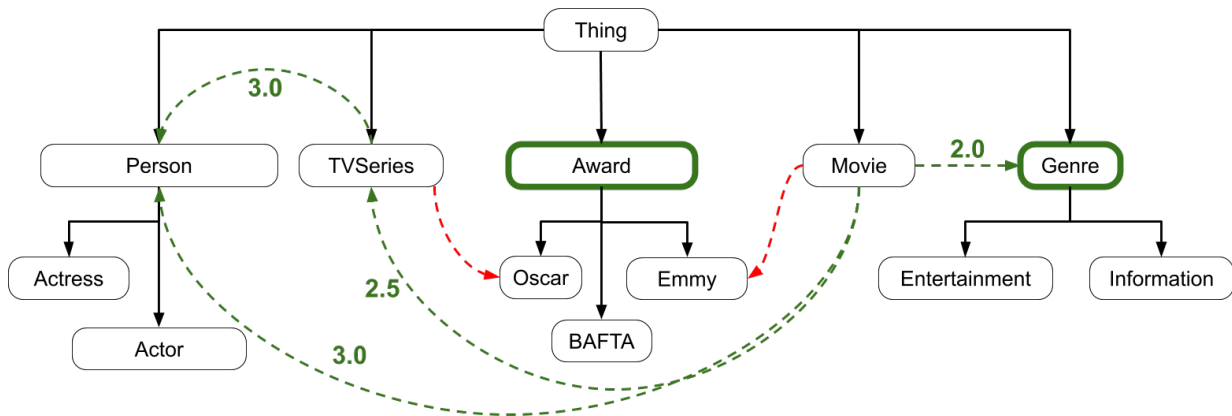 Thing
3.0
Person
TVSeries
Award
Movie
2.0
Genre
Actress
Oscar
Emmy
Entertainment
Information
2.5
Actor
BAFTA
3.0